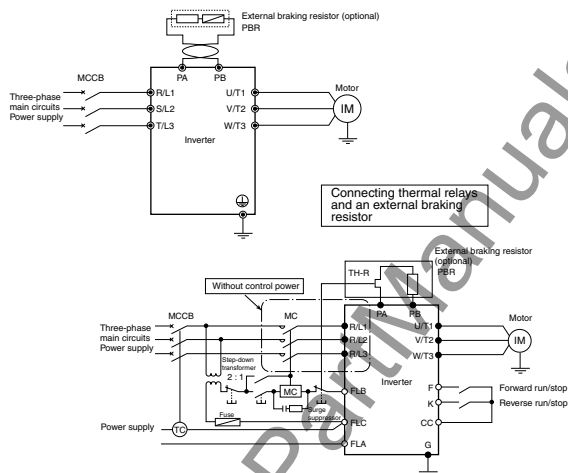 External braking resistor (optional)
PBR
PA PB
MCCB
Three-phase
main circuits
Power supply
R/L1
S/L2
T/L3
U/T1
V/T2
W/T3
Inverter
Motor
IM
Connecting thermal relays
and an external braking
resistor
External braking resistor
(optional)
PBR
TH-R
PA PB
Without control power
MCCB
MC
Three-phase
main circuits
Power supply
R/L1
R/L2
R/L3
U/T1
V/T2
W/T3
Motor
IM
Inverter
Step-down
transformer
2 : 1
MC
FLB
Surge
suppressor
Fuse
FLC
Power supply
TC
FLA
F
K
CC
G
Forward run/stop
Reverse run/stop
PartManuals